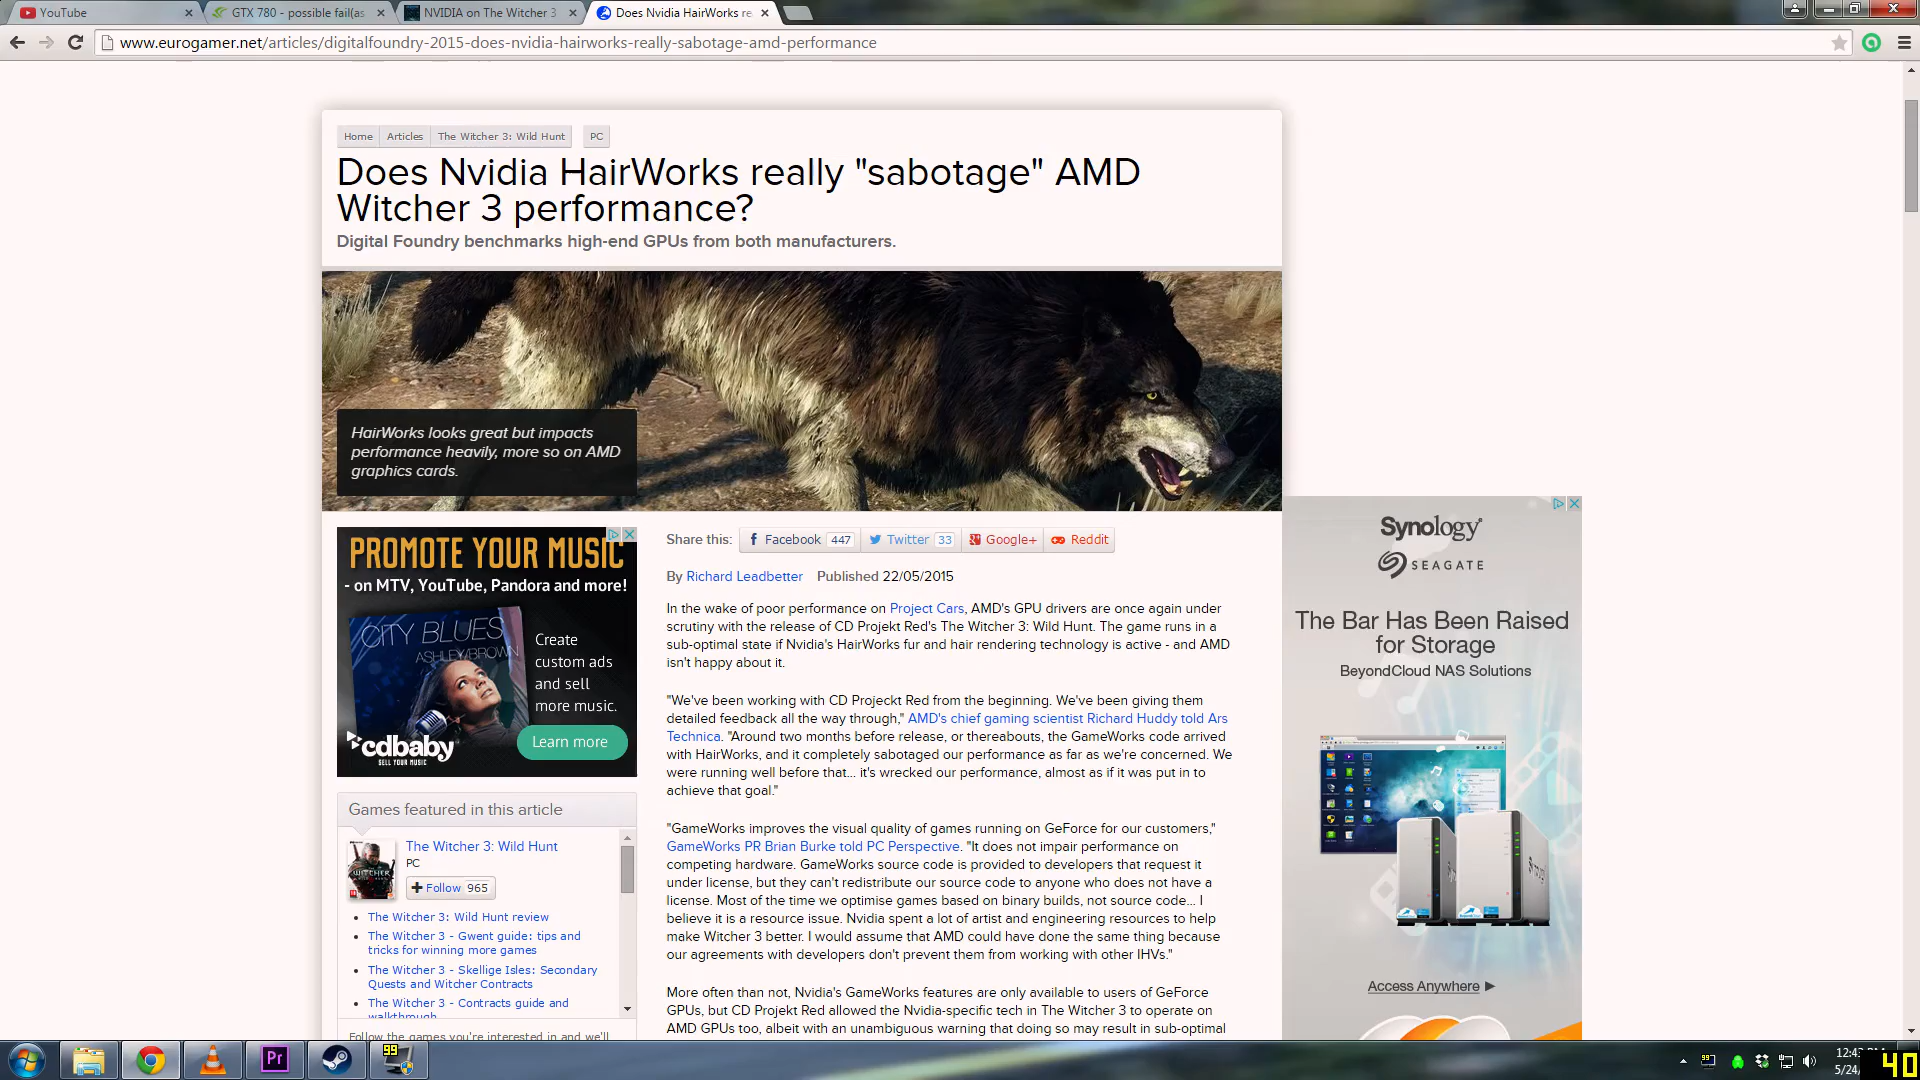 YouTube
GTX 780 - possible fail(as
NVIDIA on The Witcher 3
Does Nvidia HairWorks re
www.eurogamer.net/articles/digitalfoundry-2015-does-nvidia-hairworks-really-sabotage-amd-performance
Home Articles The Witcher 3: Wild Hunt PC
Does Nvidia HairWorks really "sabotage" AMD
Witcher 3 performance?
Digital Foundry benchmarks high-end GPUs from both manufacturers.
HairWorks looks great but impacts
performance heavily, more so on AMD
graphics cards.
PROMOTE YOUR MUSIC
- on MTV, YouTube, Pandora and more!
CITY BLUES
ASHLEY BROWN
Create
custom ads
and sell
more music.
cdbaby
SELL YOUR MUSIC
Learn more
Games featured in this article
The Witcher 3: Wild Hunt
PC
WITCHER
Follow 965
The Witcher 3: Wild Hunt review
The Witcher 3 - Gwent guide: tips and
tricks for winning more games
The Witcher 3 - Skellige Isles: Secondary
Quests and Witcher Contracts
The Witcher 3 - Contracts guide and
walkthrough
Follow the games you're interested in and we'll
Share this: Facebook 447 Twitter 33 Google+ Reddit
By Richard Leadbetter Published 22/05/2015
In the wake of poor performance on Project Cars, AMD's GPU drivers are once again under
scrutiny with the release of CD Projekt Red's The Witcher 3: Wild Hunt. The game runs in a
sub-optimal state if Nvidia's HairWorks fur and hair rendering technology is active - and AMD
isn't happy about it.
"We've been working with CD Projeckt Red from the beginning. We've been giving them
detailed feedback all the way through," AMD's chief gaming scientist Richard Huddy told Ars
Technica. "Around two months before release, or thereabouts, the GameWorks code arrived
with HairWorks, and it completely sabotaged our performance as far as we're concerned. We
were running well before that... it's wrecked our performance, almost as if it was put in to
achieve that goal."
"GameWorks improves the visual quality of games running on GeForce for our customers,"
GameWorks PR Brian Burke told PC Perspective. "It does not impair performance on
competing hardware. GameWorks source code is provided to developers that request it
under license, but they can't redistribute our source code to anyone who does not have a
license. Most of the time we optimise games based on binary builds, not source code... I
believe it is a resource issue. Nvidia spent a lot of artist and engineering resources to help
make Witcher 3 better. I would assume that AMD could have done the same thing because
our agreements with developers don't prevent them from working with other IHVs."
More often than not, Nvidia's GameWorks features are only available to users of GeForce
GPUs, but CD Projekt Red allowed the Nvidia-specific tech in The Witcher 3 to operate on
AMD GPUs too, albeit with an unambiguous warning that doing so may result in sub-optimal
Synology
SEAGATE
The Bar Has Been Raised
for Storage
BeyondCloud NAS Solutions
Access Anywhere
Pr
99
99
12:43
5/24/
40